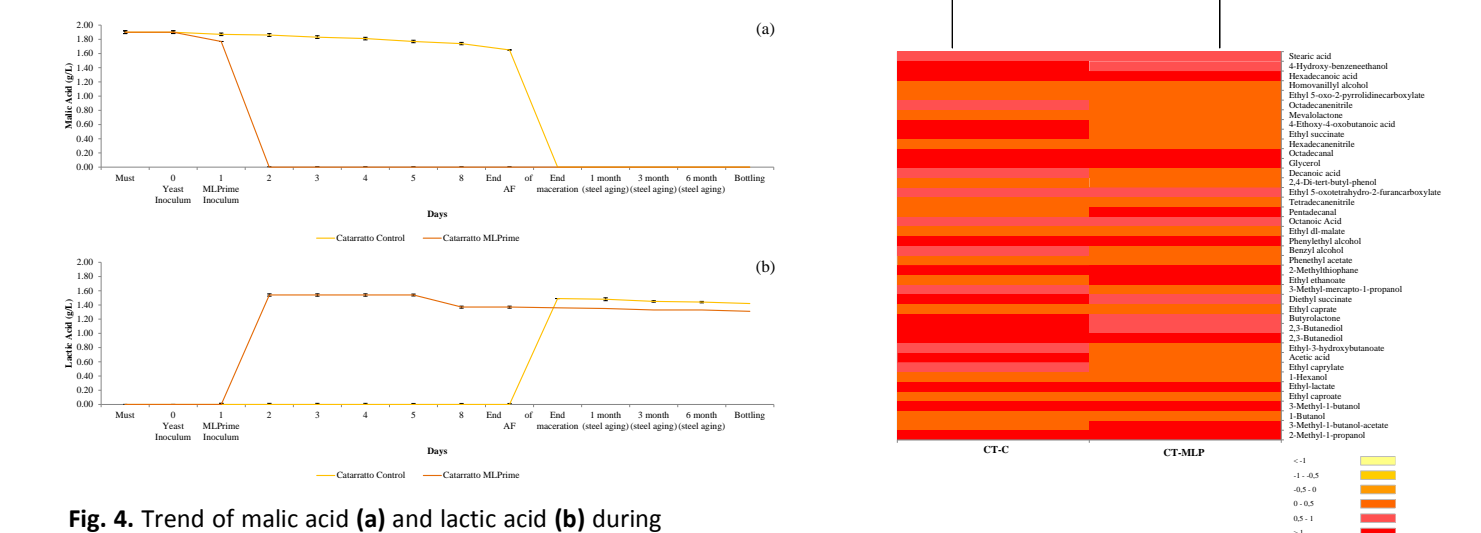 (a)
Malic Acid (g/L)
2.00
1.80
1.60
1.40
1.20
1.00
0.80
0.60
0.40
0.20
0.00
Must 0 1 2 3 4 5 8 End of End 1 month 3 month 6 month Bottling
Yeast MLPrime AF maceration (steel aging) (steel aging) (steel aging)
Inoculum Inoculum
Days
Catarratto Control Catarratto MLPrime
(b)
Lactic Acid (g/L)
2.00
1.80
1.60
1.40
1.20
1.00
0.80
0.60
0.40
0.20
0.00
Must 0 1 2 3 4 5 8 End of End 1 month 3 month 6 month Bottling
Yeast MLPrime AF maceration (steel aging) (steel aging) (steel aging)
Inoculum Inoculum
Days
Catarratto Control Catarratto MLPrime
Fig. 4. Trend of malic acid (a) and lactic acid (b) during
Stearic acid
4-Hydroxy-benzeneethanol
Hexadecanoic acid
Homovanillyl alcohol
Ethyl 5-oxo-2-pyrrolidinecarboxylate
Octadecanenitrile
Mevalolactone
4-Ethoxy-4-oxobutanoic acid
Ethyl succinate
Hexadecanenitrile
Octadecanal
Glycerol
Decanoic acid
2,4-Di-tert-butyl-phenol
Ethyl 5-oxotetrahydro-2-furancarboxylate
Tetradecanenitrile
Pentadecanal
Octanoic Acid
Ethyl dl-malate
Phenylethyl alcohol
Benzyl alcohol
Phenethyl acetate
2-Methylthiophane
Ethyl ethanoate
3-Methyl-mercapto-1-propanol
Diethyl succinate
Ethyl caprate
Butyrolactone
2,3-Butanediol
2,3-Butanediol
Ethyl-3-hydroxybutanoate
Acetic acid
Ethyl caprylate
1-Hexanol
Ethyl-lactate
Ethyl caproate
3-Methyl-1-butanol
1-Butanol
3-Methyl-1-butanol-acetate
2-Methyl-1-propanol
CT-C CT-MLP
< -1
-1 - -0,5
-0,5 - 0
0 - 0,5
0,5 - 1
> 1